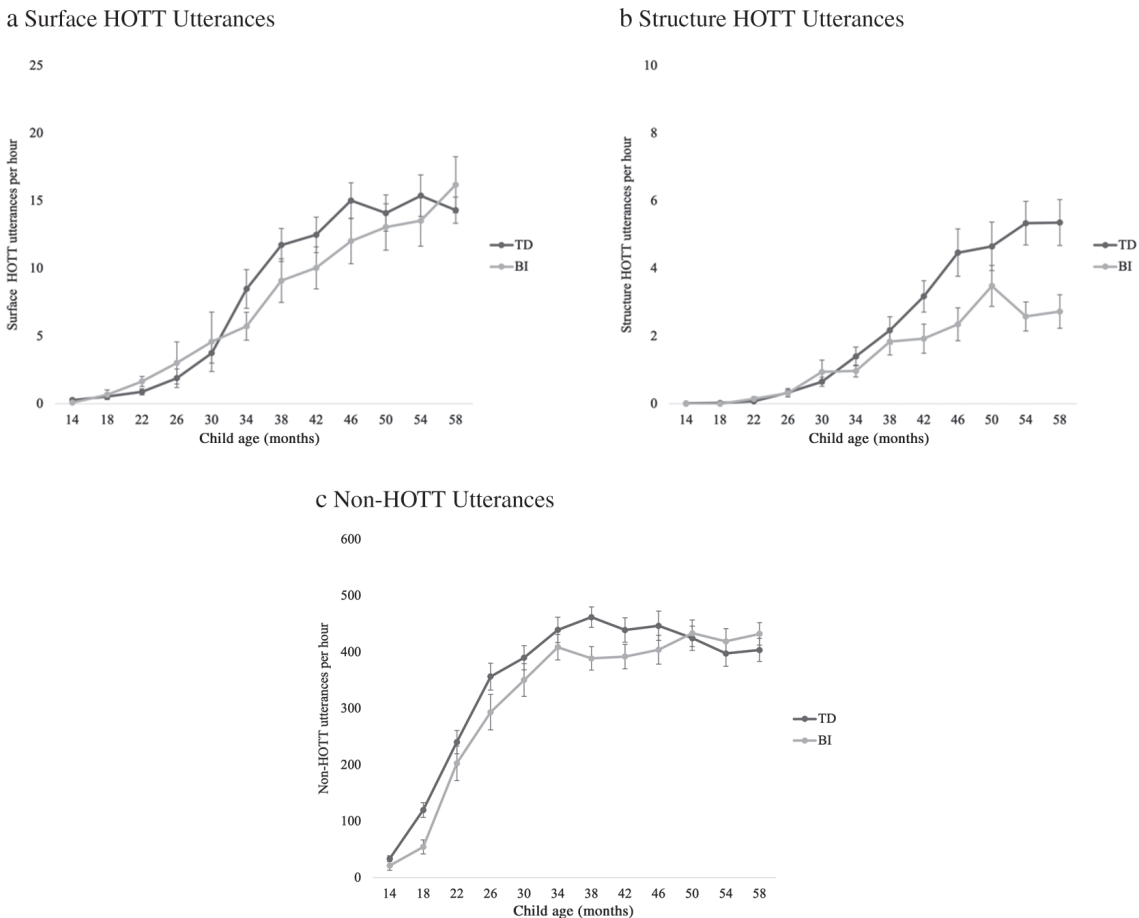 a Surface HOTT Utterances
25
20
15
10
5
0
Surface HOTT utterances per hour
14 18 22 26 30 34 38 42 46 50 54 58
Child age (months)
TD
BI
b Structure HOTT Utterances
10
8
6
4
2
0
Structure HOTT utterances per hour
14 18 22 26 30 34 38 42 46 50 54 58
Child age (months)
TD
BI
c Non-HOTT Utterances
600
500
400
300
200
100
0
Non-HOTT utterances per hour
14 18 22 26 30 34 38 42 46 50 54 58
Child age (months)
TD
BI